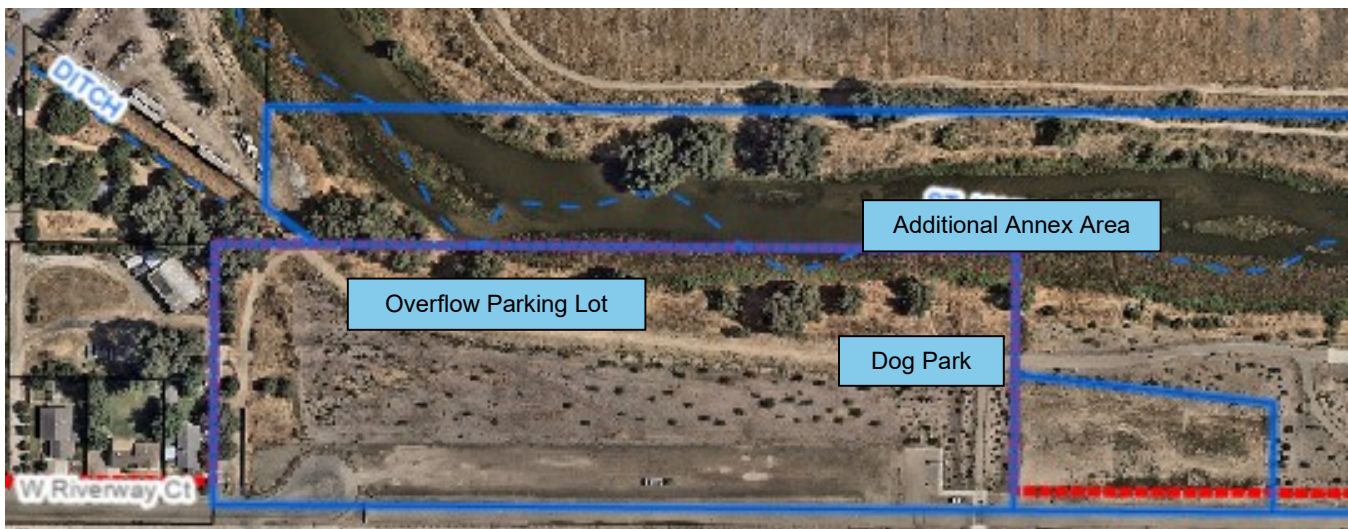 DITCH
Additional Annex Area
Overflow Parking Lot
Dog Park
W Riverway Ct